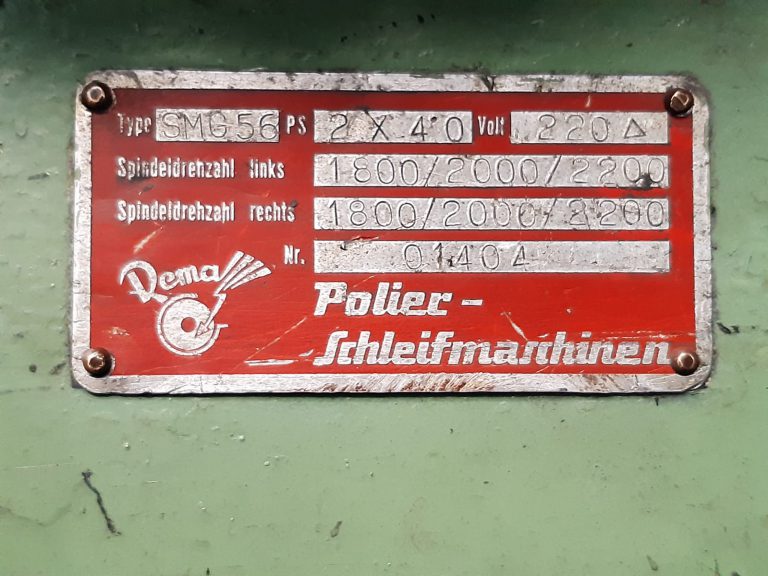 Type SMG56 PS 2 X 4.0 Volt 220 Δ
Spindeldrehzahl links 1800/2000/2200
Spindeldrehzahl rechts 1800/2000/2200
Nr. 01404
Rema
Polier-
Schleifmaschinen